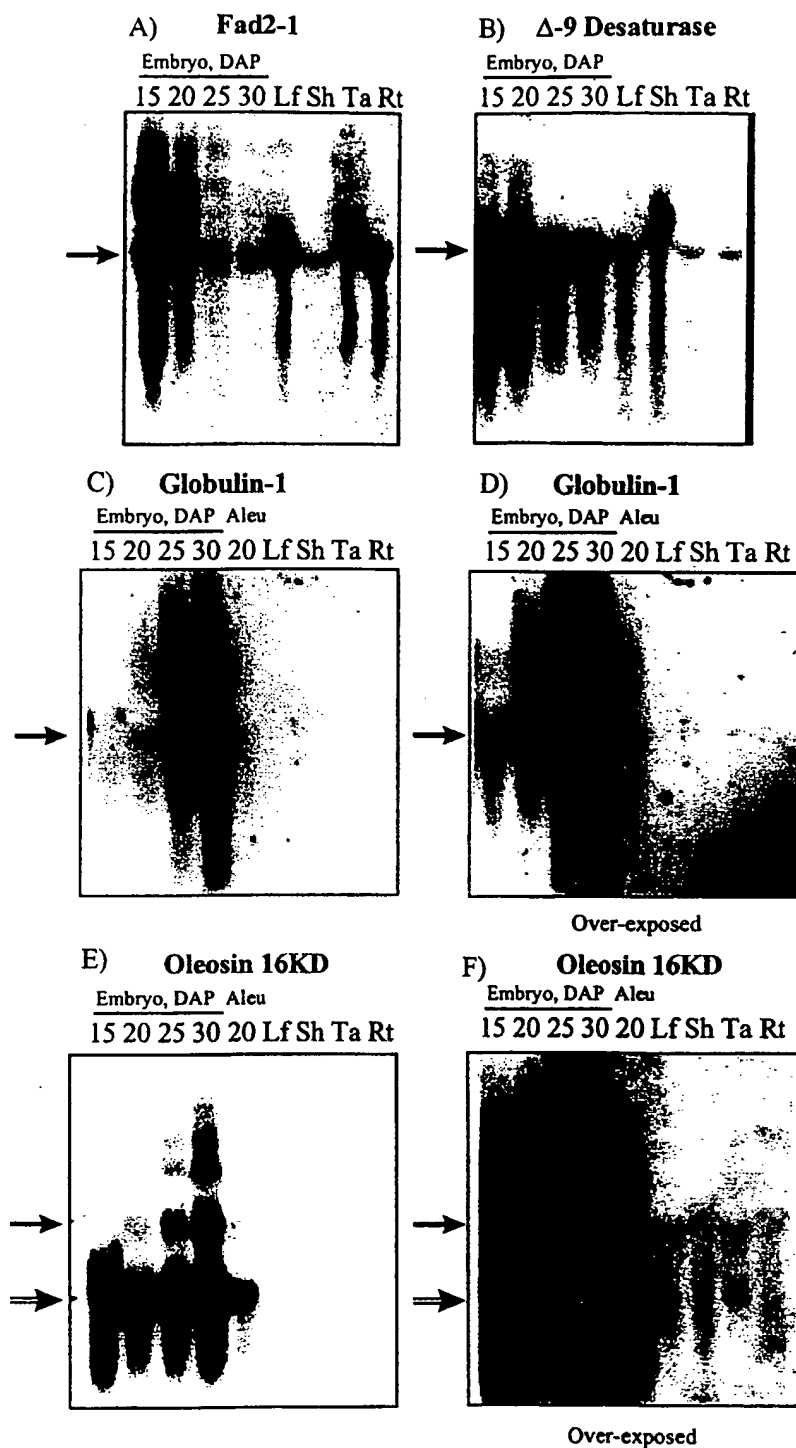 A) Fad2-1
Embryo, DAP
15 20 25 30 Lf Sh Ta Rt
B) Δ-9 Desaturase
Embryo, DAP
15 20 25 30 Lf Sh Ta Rt
C) Globulin-1
Embryo, DAP Aleu
15 20 25 30 20 Lf Sh Ta Rt
D) Globulin-1
Embryo, DAP Aleu
15 20 25 30 20 Lf Sh Ta Rt
Over-exposed
E) Oleosin 16KD
Embryo, DAP Aleu
15 20 25 30 20 Lf Sh Ta Rt
F) Oleosin 16KD
Embryo, DAP Aleu
15 20 25 30 20 Lf Sh Ta Rt
Over-exposed